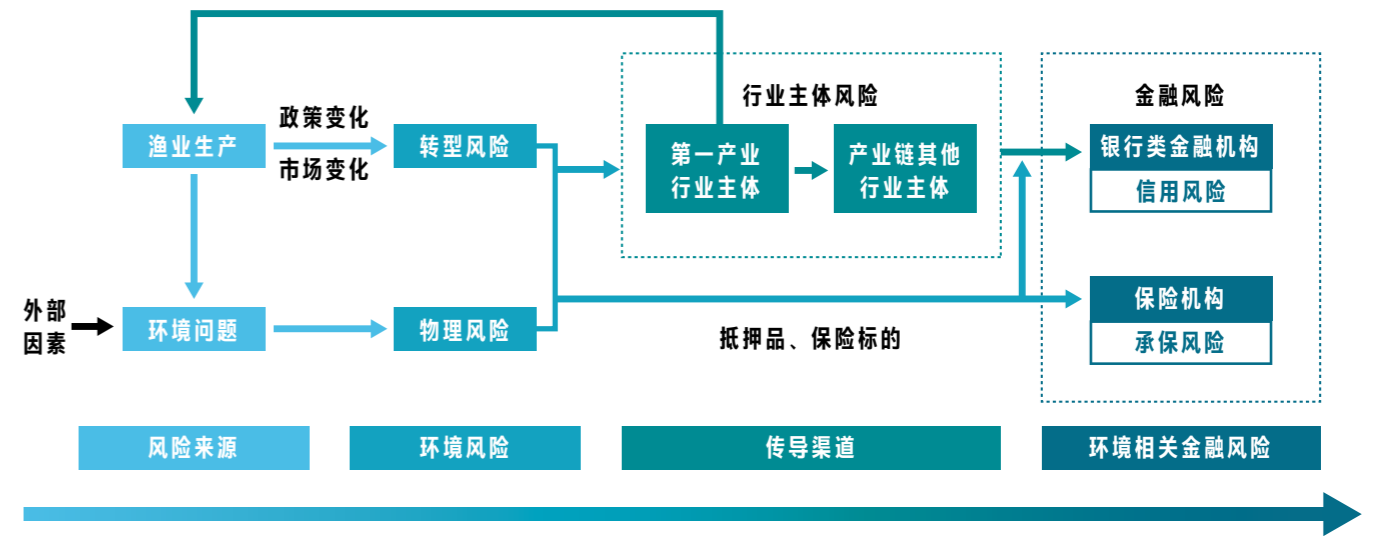 行业主体风险
金融风险
政策变化
渔业生产
转型风险
市场变化
第一产业
行业主体
产业链其他
行业主体
银行类金融机构
信用风险
外部
因素
环境问题
物理风险
抵押品、保险标的
保险机构
承保风险
风险来源
环境风险
传导渠道
环境相关金融风险